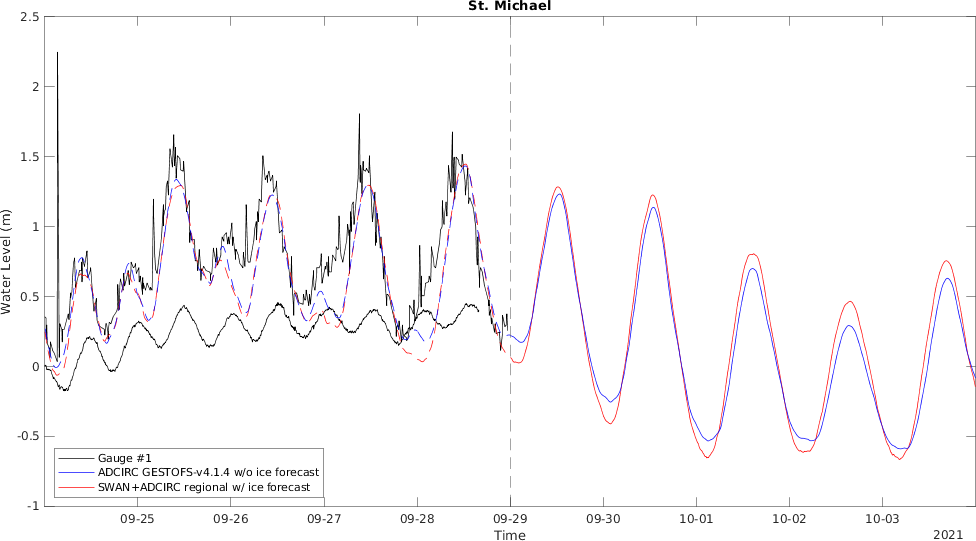 St. Michael
2.5
2
1.5
1
0.5
0
-0.5
-1
Water Level (m)
Gauge #1
ADCIRC GESTOFS-v4.1.4 w/o ice forecast
SWAN+ADCIRC regional w/ ice forecast
09-25 09-26 09-27 09-28 09-29 09-30 10-01 10-02 10-03
Time
2021